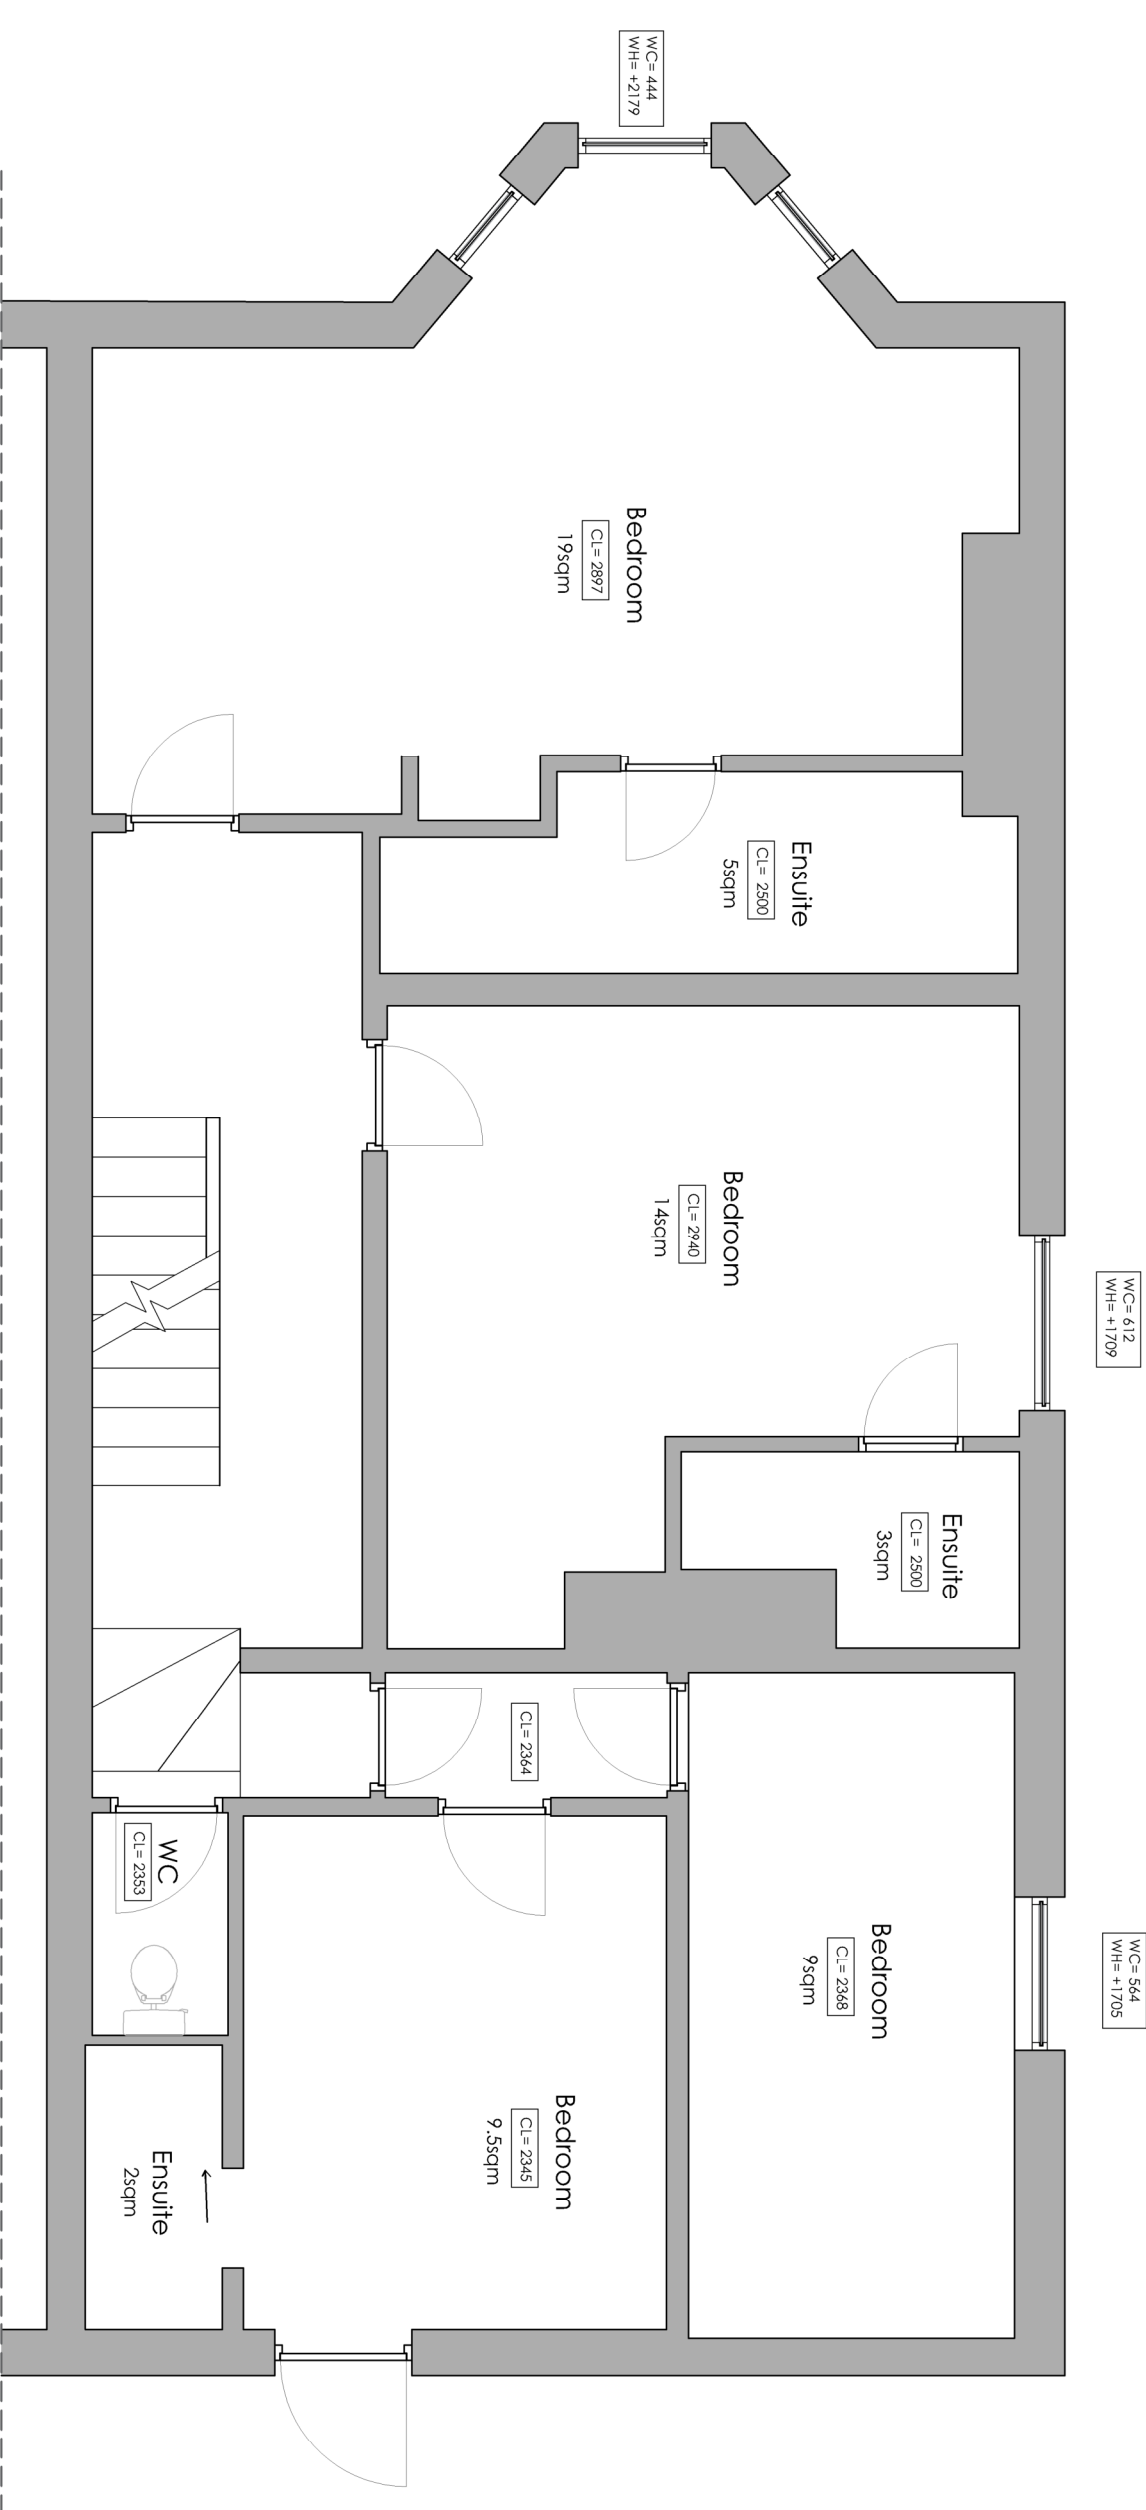 WC= 444
WH= +2179
Bedroom
CL= 2897
19sqm
Ensuite
CL= 2500
5sqm
Bedroom
CL= 2940
14sqm
WC= 612
WH= +1709
Ensuite
CL= 2500
3sqm
CL= 2364
WC
CL= 2353
Bedroom
CL= 2368
9sqm
WC= 564
WH= +1705
Bedroom
CL= 2345
9.5sqm
Ensuite
2sqm